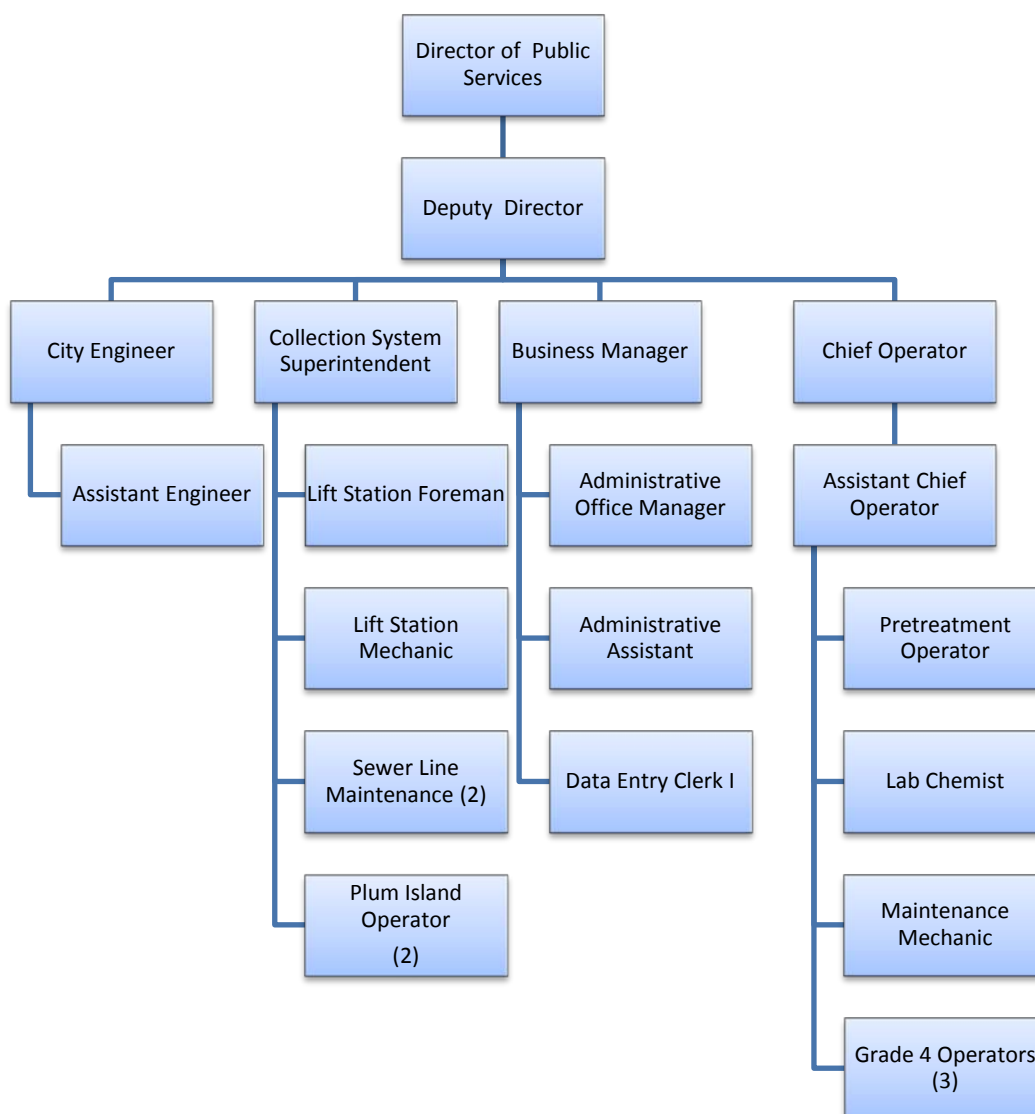 Director of Public
Services
Deputy Director
City Engineer
Collection System
Superintendent
Business Manager
Chief Operator
Assistant Engineer
Lift Station Foreman
Administrative
Office Manager
Assistant Chief
Operator
Lift Station
Mechanic
Administrative
Assistant
Pretreatment
Operator
Sewer Line
Maintenance (2)
Data Entry Clerk I
Lab Chemist
Plum Island
Operator
(2)
Maintenance
Mechanic
Grade 4 Operators
(3)